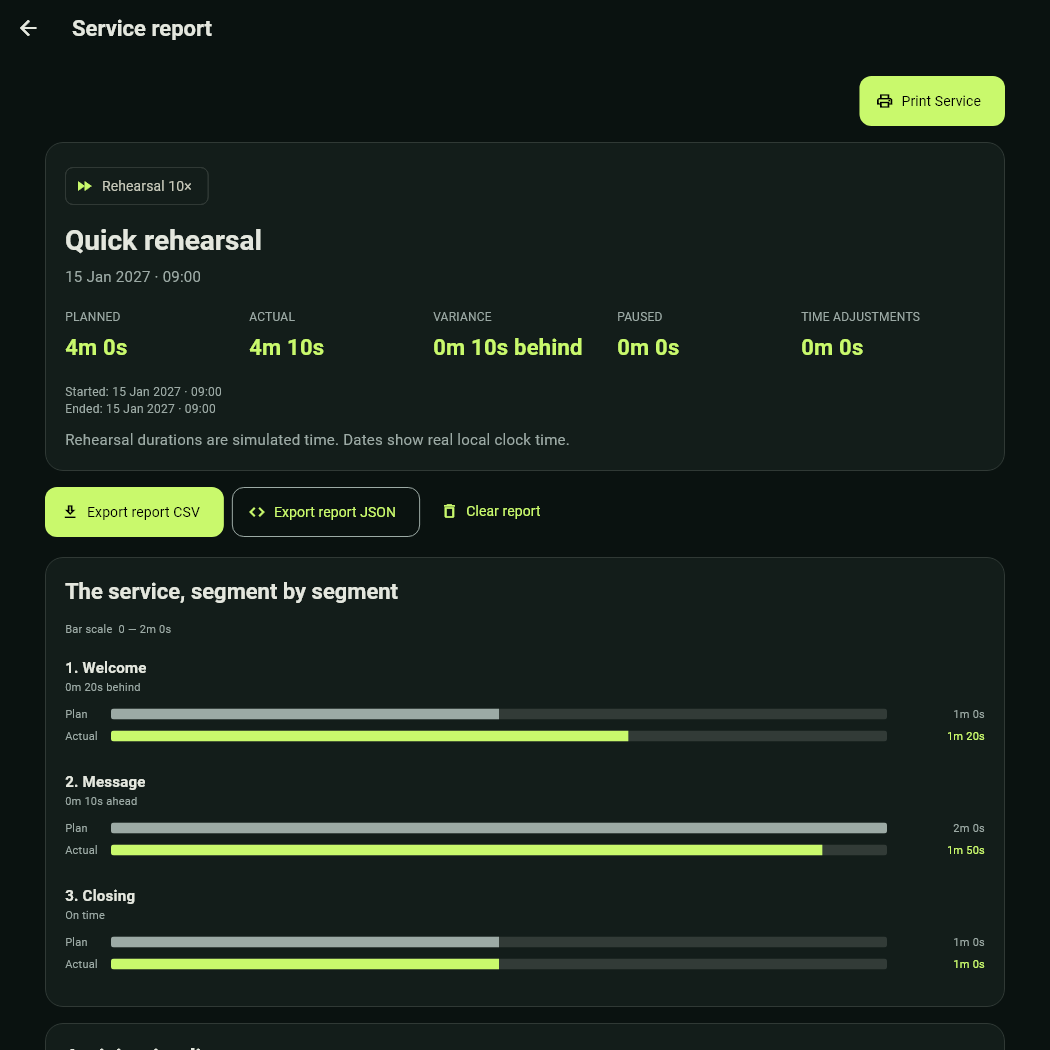 Service report
Print Service
Rehearsal 10×
Quick rehearsal
15 Jan 2027 · 09:00
PLANNED ACTUAL VARIANCE PAUSED TIME ADJUSTMENTS
4m 0s 4m 10s 0m 10s behind 0m 0s 0m 0s
Started: 15 Jan 2027 · 09:00
Ended: 15 Jan 2027 · 09:00
Rehearsal durations are simulated time. Dates show real local clock time.
Export report CSV Export report JSON Clear report
The service, segment by segment
Bar scale 0 — 2m 0s
1. Welcome
0m 20s behind
Plan 1m 0s
Actual 1m 20s
2. Message
0m 10s ahead
Plan 2m 0s
Actual 1m 50s
3. Closing
On time
Plan 1m 0s
Actual 1m 0s